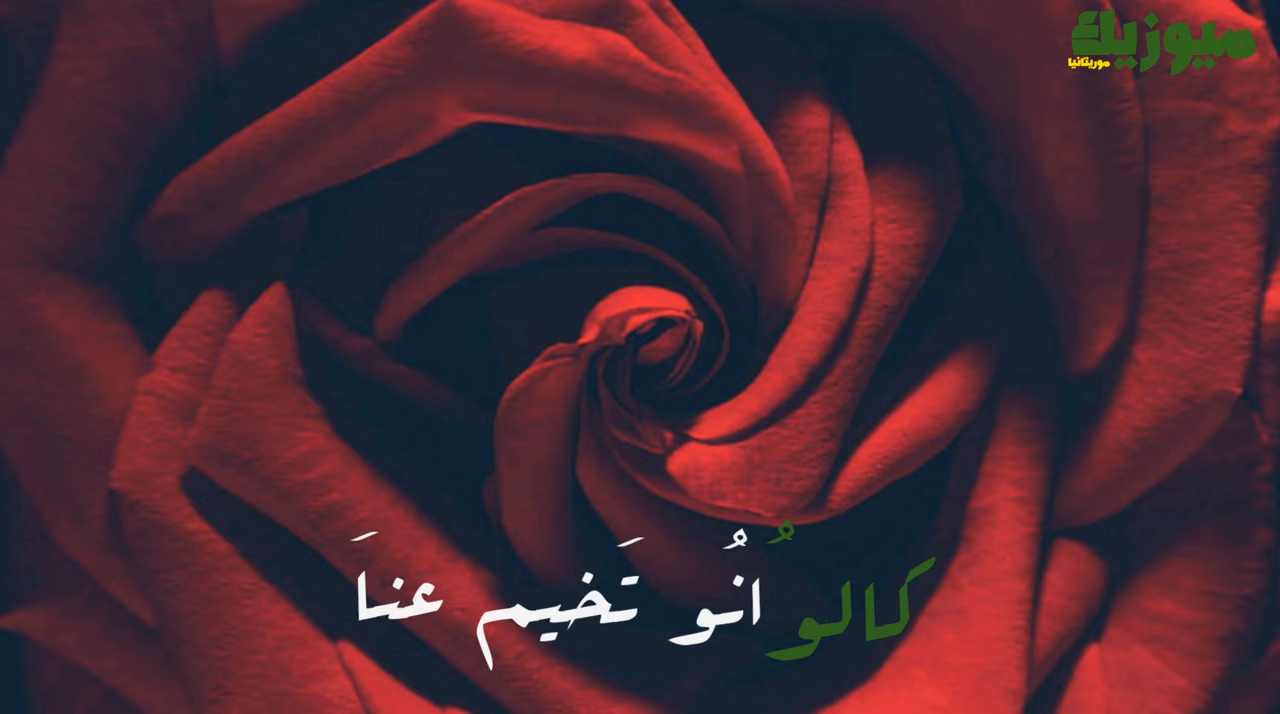 ميوزيك
موريتانيا
كالوُ انُو تَخيم عناَ